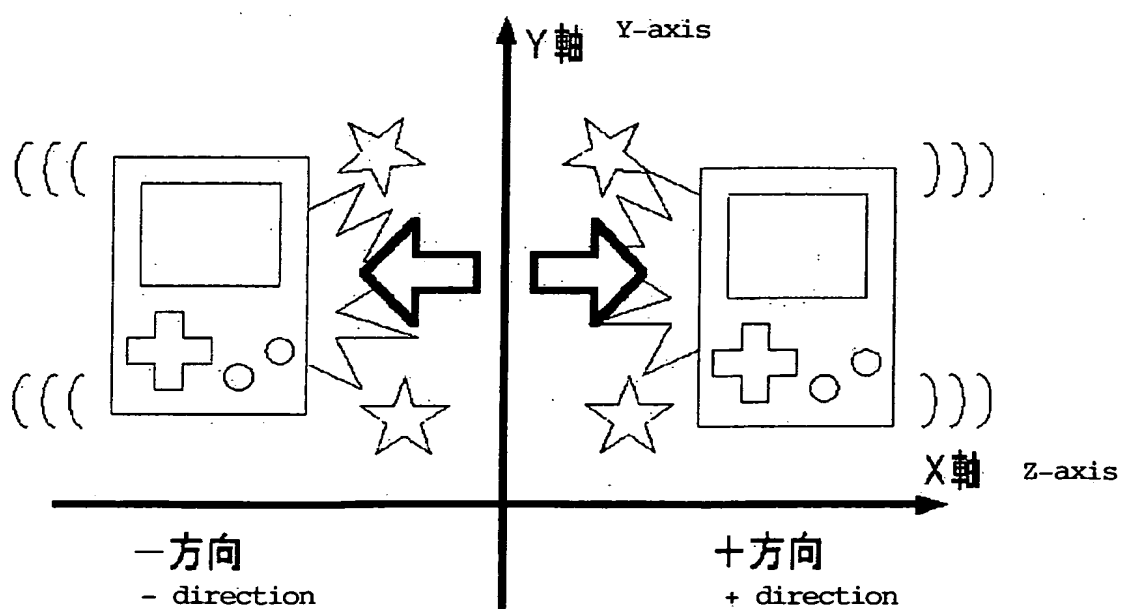 Y軸 Y-axis
X軸 Z-axis
－方向 ＋方向
- direction + direction